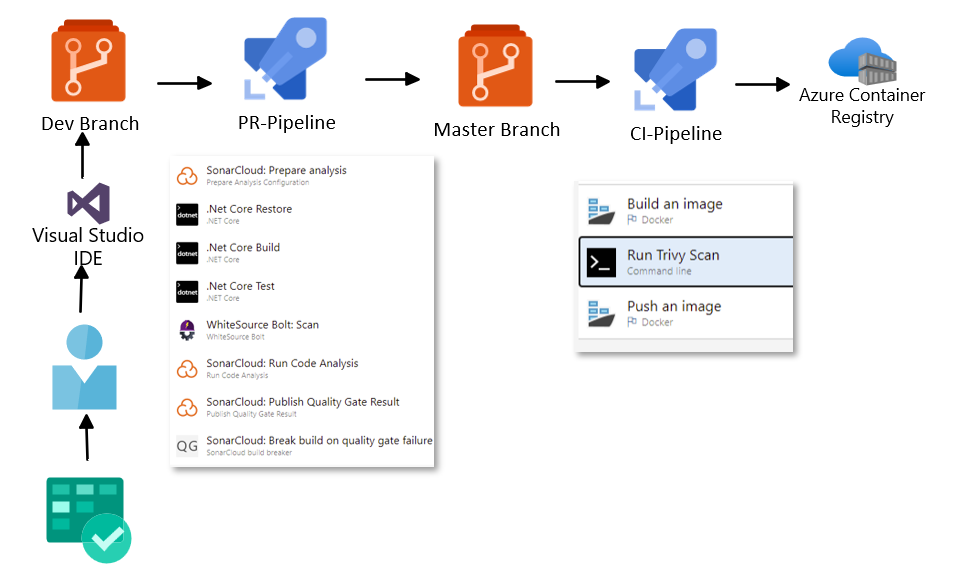 Dev Branch
PR-Pipeline
Master Branch
CI-Pipeline
Azure Container
Registry
Visual Studio
IDE
SonarCloud: Prepare analysis
Prepare Analysis Configuration
dotnet
.Net Core Restore
.NET Core
dotnet
.Net Core Build
.NET Core
dotnet
.Net Core Test
.NET Core
WhiteSource Bolt: Scan
WhiteSource Bolt
SonarCloud: Run Code Analysis
Run Code Analysis
SonarCloud: Publish Quality Gate Result
Publish Quality Gate Result
QG
SonarCloud: Break build on quality gate failure
SonarCloud build breaker
Build an image
Docker
Run Trivy Scan
Command line
Push an image
Docker